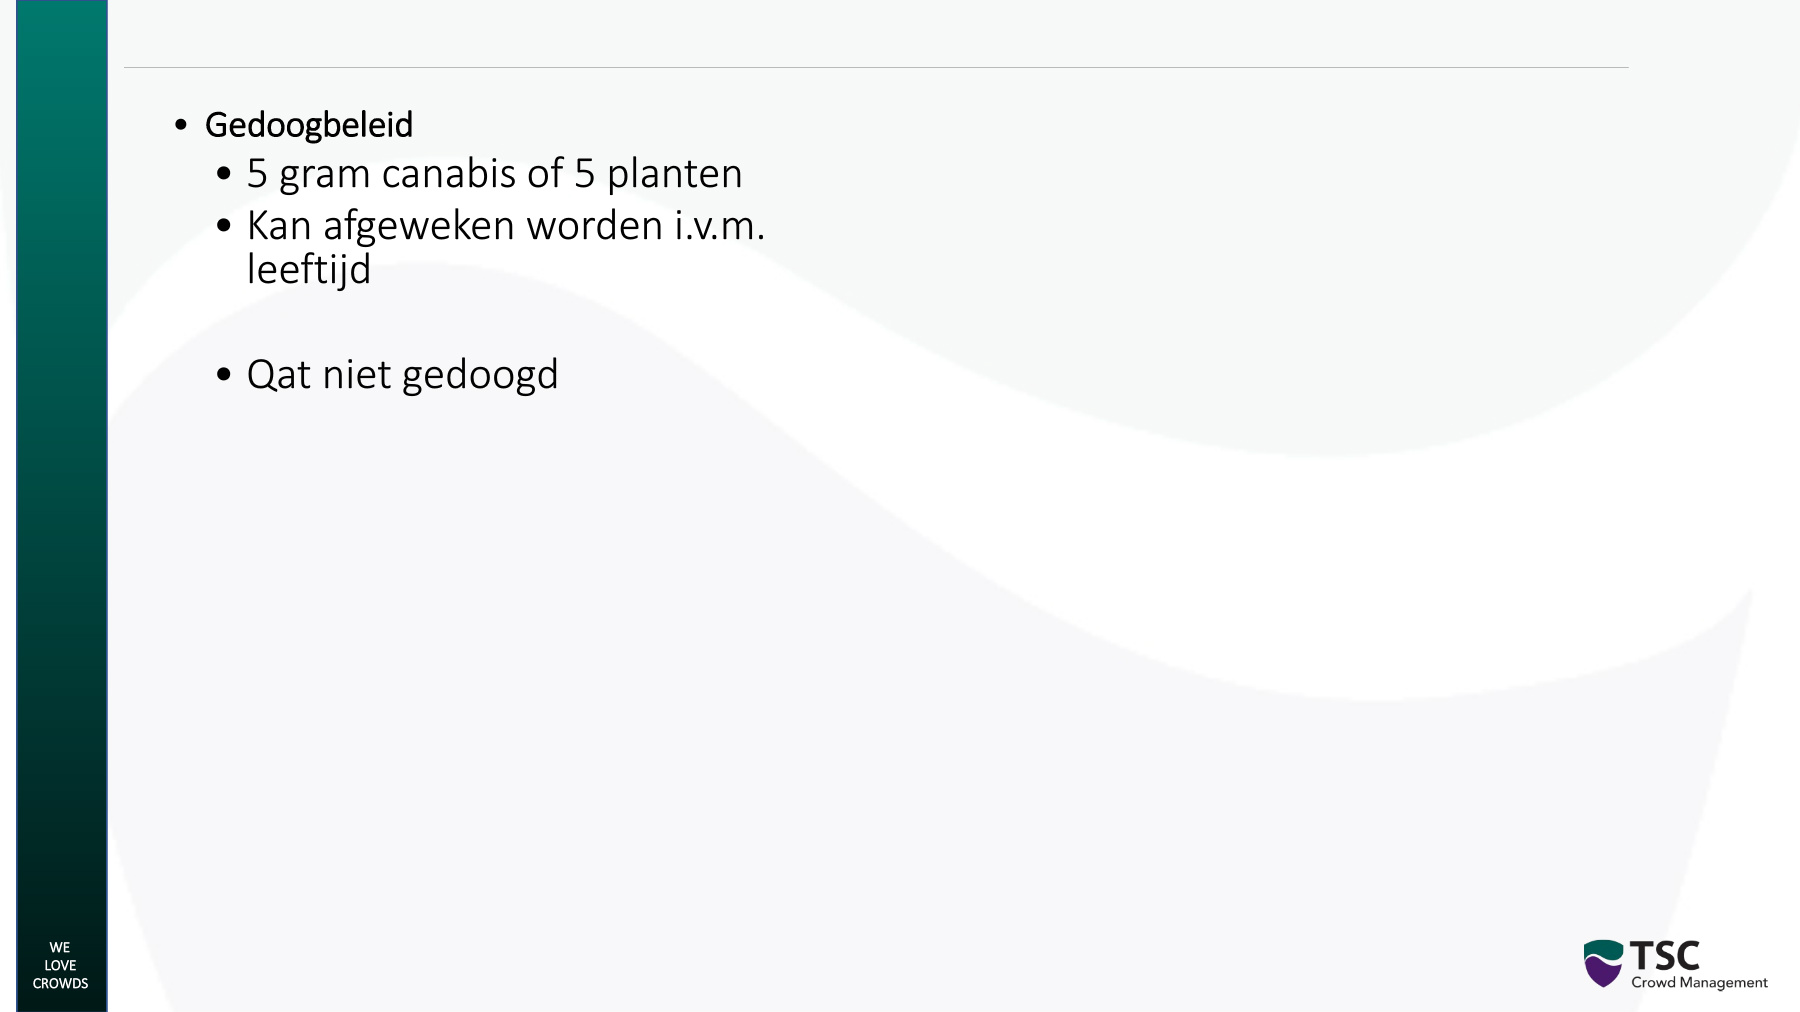 • Gedoogbeleid
• 5 gram canabis of 5 planten
• Kan afgeweken worden i.v.m.
leeftijd
• Qat niet gedoogd
WE
LOVE
CROWDS
TSC
Crowd Management